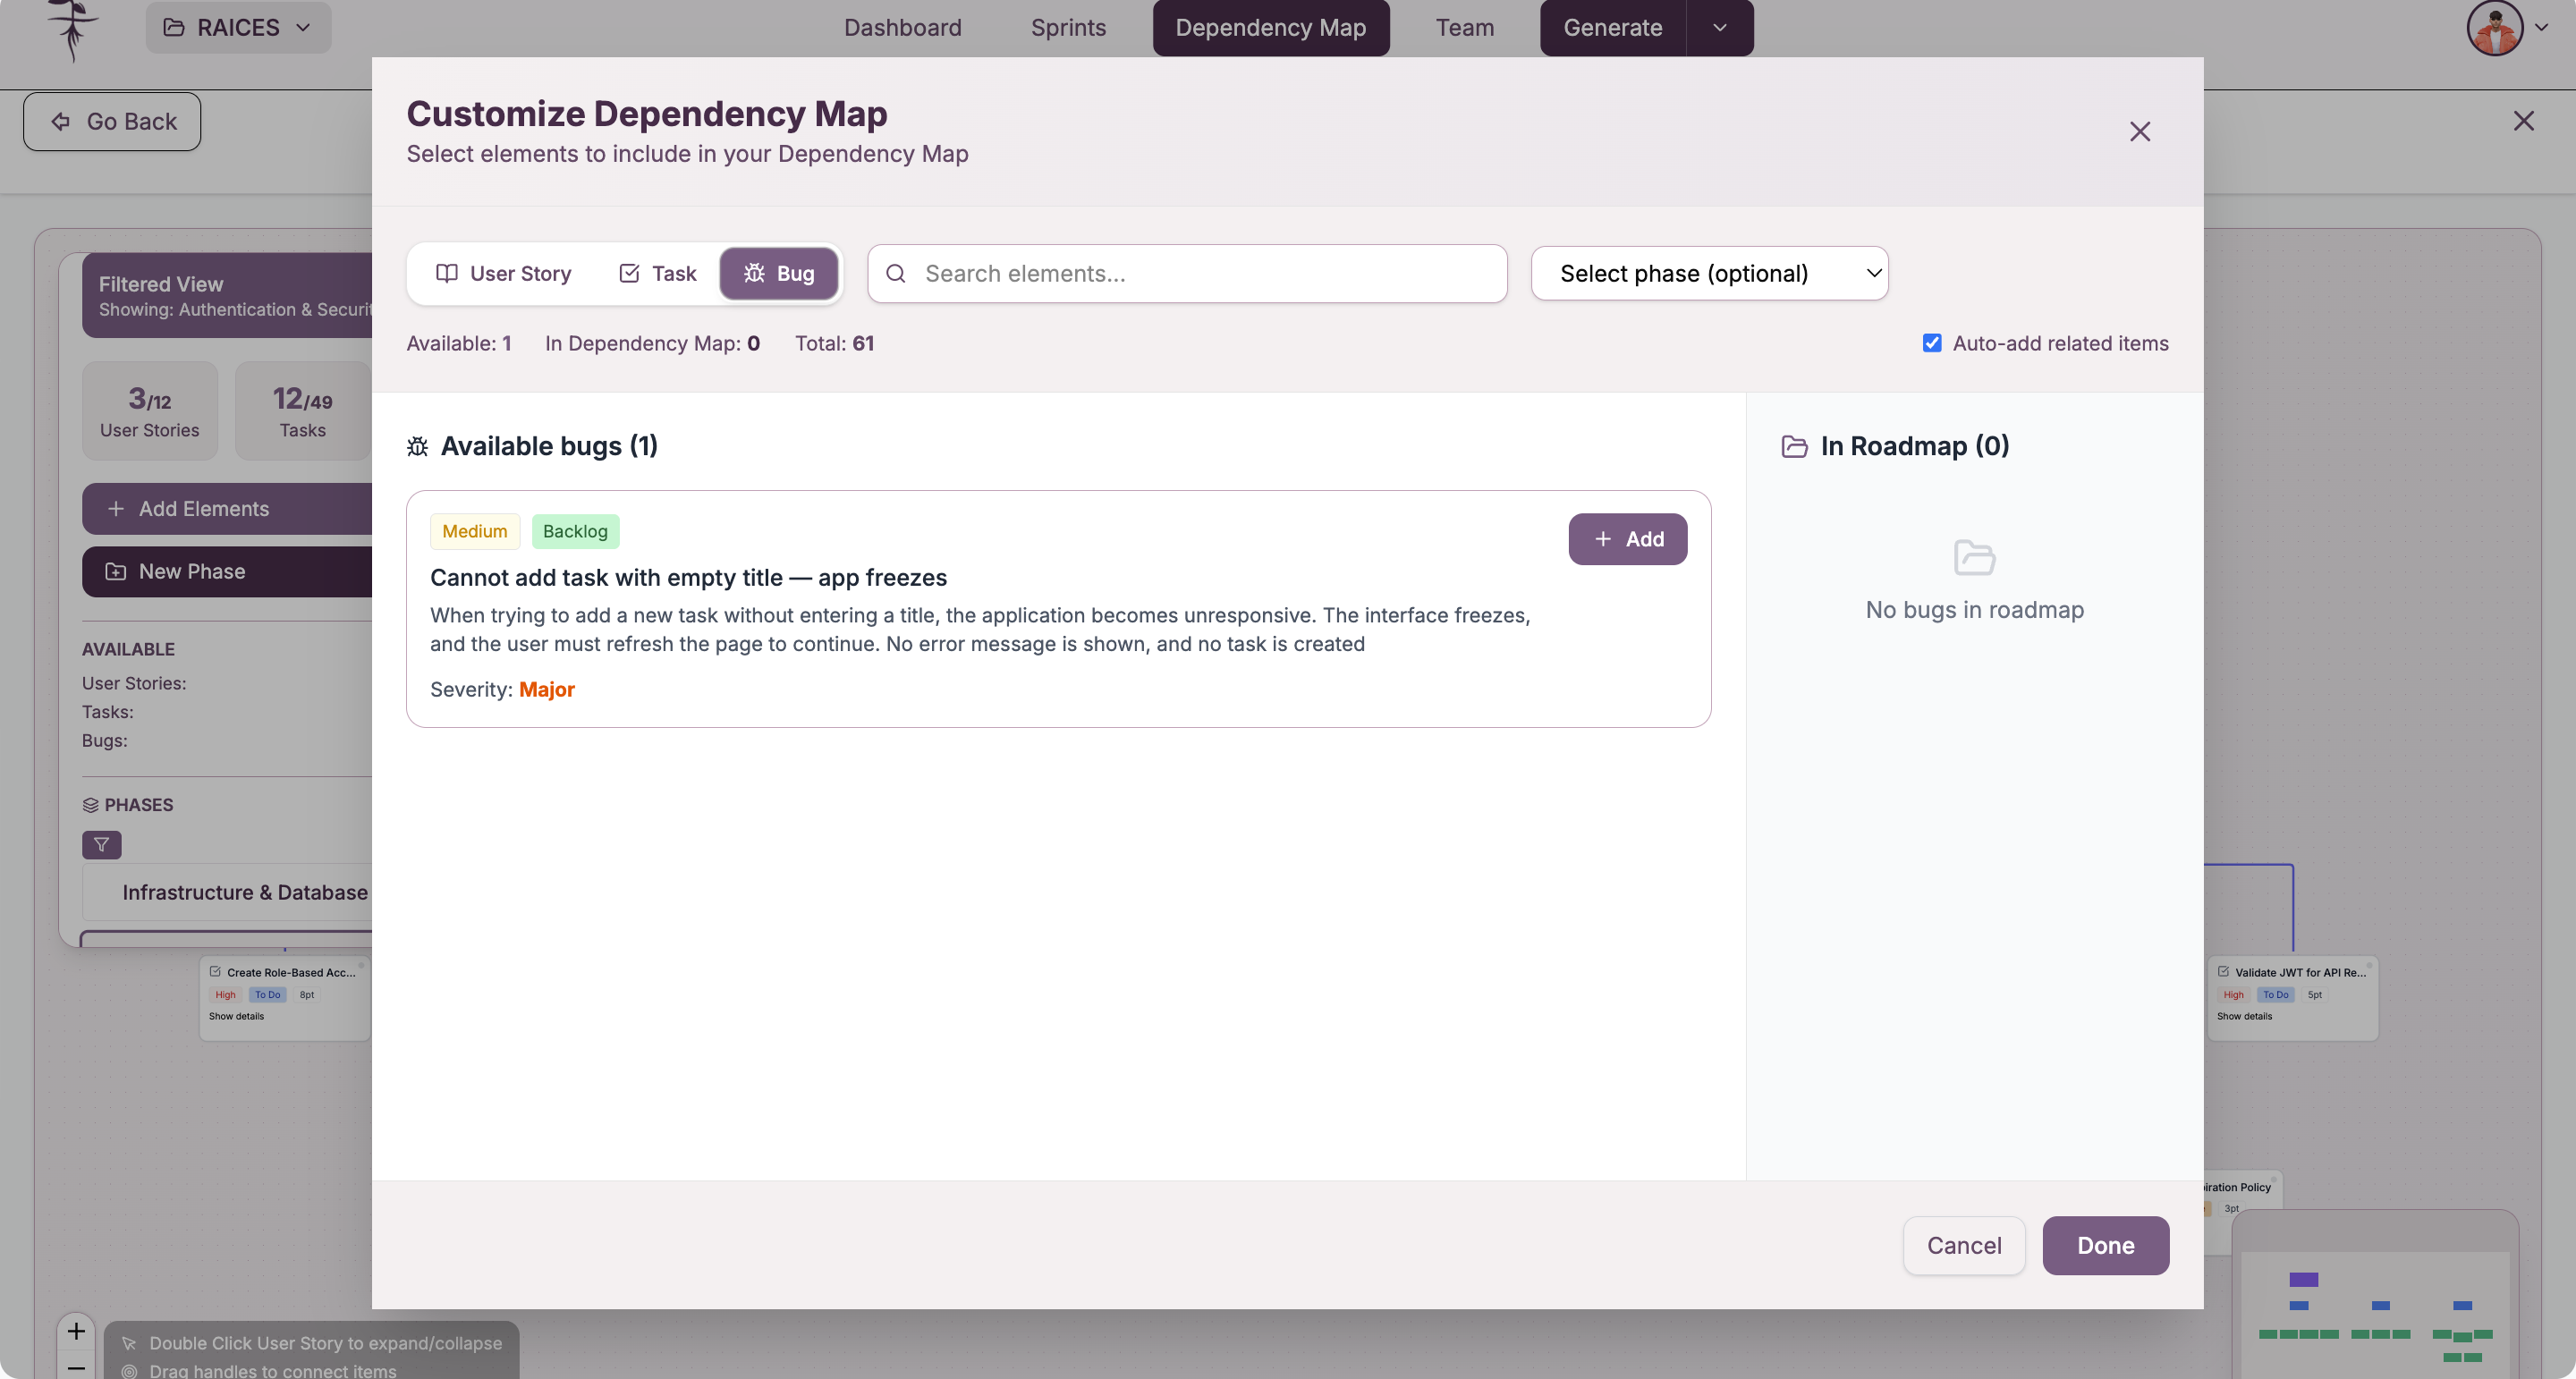 RAICES
Dashboard
Sprints
Dependency Map
Team
Generate
Go Back
Customize Dependency Map
Select elements to include in your Dependency Map
User Story
Task
Bug
Search elements...
Select phase (optional)
Available: 1
In Dependency Map: 0
Total: 61
Auto-add related items
Filtered View
Showing: Authentication &
3/12
User Stories
12/49
Tasks
Add Elements
New Phase
AVAILABLE
User Stories:
Tasks:
Bugs:
PHASES
Infrastructure & Database
Available bugs (1)
Medium
Backlog
Add
Cannot add task with empty title — app freezes
When trying to add a new task without entering a title, the application becomes unresponsive. The interface freezes,
and the user must refresh the page to continue. No error message is shown, and no task is created
Severity: Major
In Roadmap (0)
No bugs in roadmap
Create Role-Based Acc...
High
To Do
8pt
Show details
Validate JWT for API Re...
High
To Do
5pt
Show details
Policy
3pt
Cancel
Done
Double Click User Story to expand/collapse
Drag handles to connect items